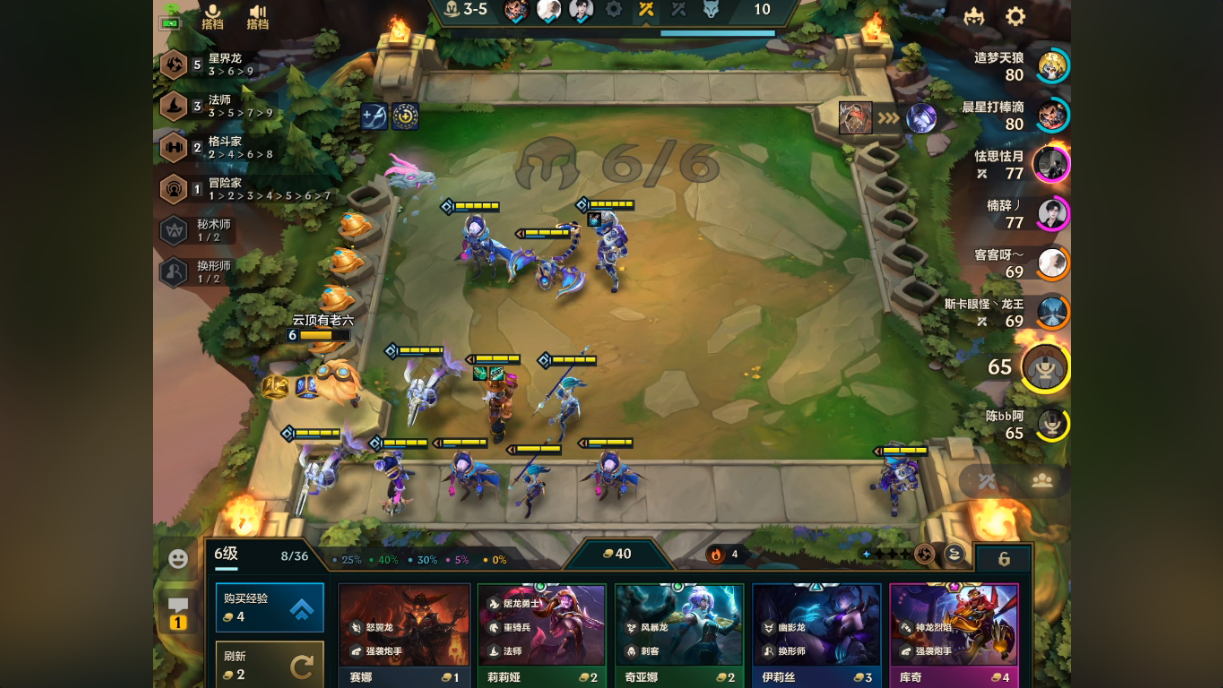 搭档
搭档
3-5
10
5 星界龙
3 > 6 > 9
3 法师
3 > 5 > 7 > 9
2 格斗家
2 > 4 > 6 > 8
1 冒险家
1 > 2 > 3 > 4 > 5 > 6 > 7
秘术师
1 / 2
换形师
1 / 2
6/6
造梦天狼
80
晨星打棒滴
80
怯思怯月
77
楠辞丿
77
客客呀～
69
斯卡眼怪丶龙王
69
65
陈bb阿
65
云顶有老六
6
6级
8/36
25% 40% 30% 5% 0%
40
4
6
购买经验
4
刷新
2
1
怒翼龙
强袭炮手
赛娜 1
屠龙勇士
重骑兵
法师
莉莉娅 2
风暴龙
刺客
奇亚娜 2
幽影龙
换形师
伊莉丝 3
神龙烈焰
强袭炮手
库奇 4